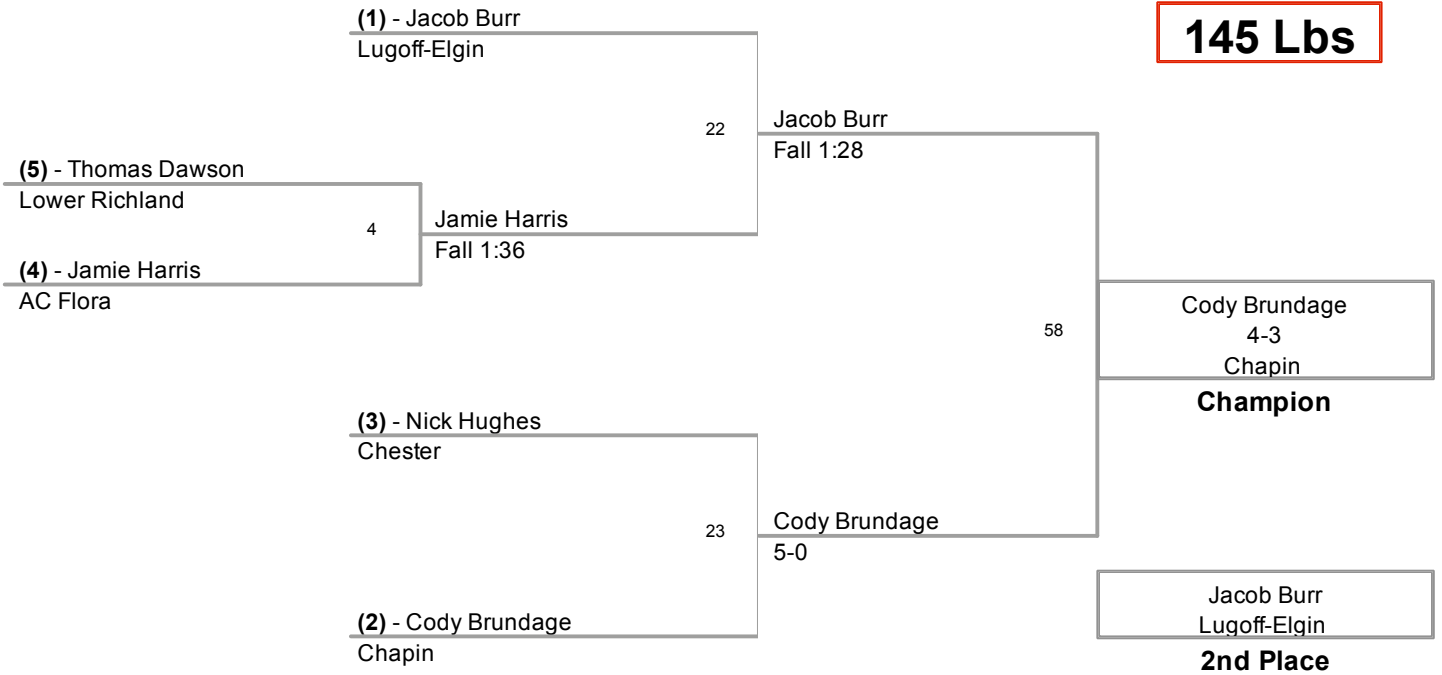 (1) - Jacob Burr
Lugoff-Elgin
145 Lbs
22
Jacob Burr
Fall 1:28
(5) - Thomas Dawson
Lower Richland
4
Jamie Harris
Fall 1:36
(4) - Jamie Harris
AC Flora
58
Cody Brundage
4-3
Chapin
Champion
(3) - Nick Hughes
Chester
23
Cody Brundage
5-0
(2) - Cody Brundage
Chapin
Jacob Burr
Lugoff-Elgin
2nd Place